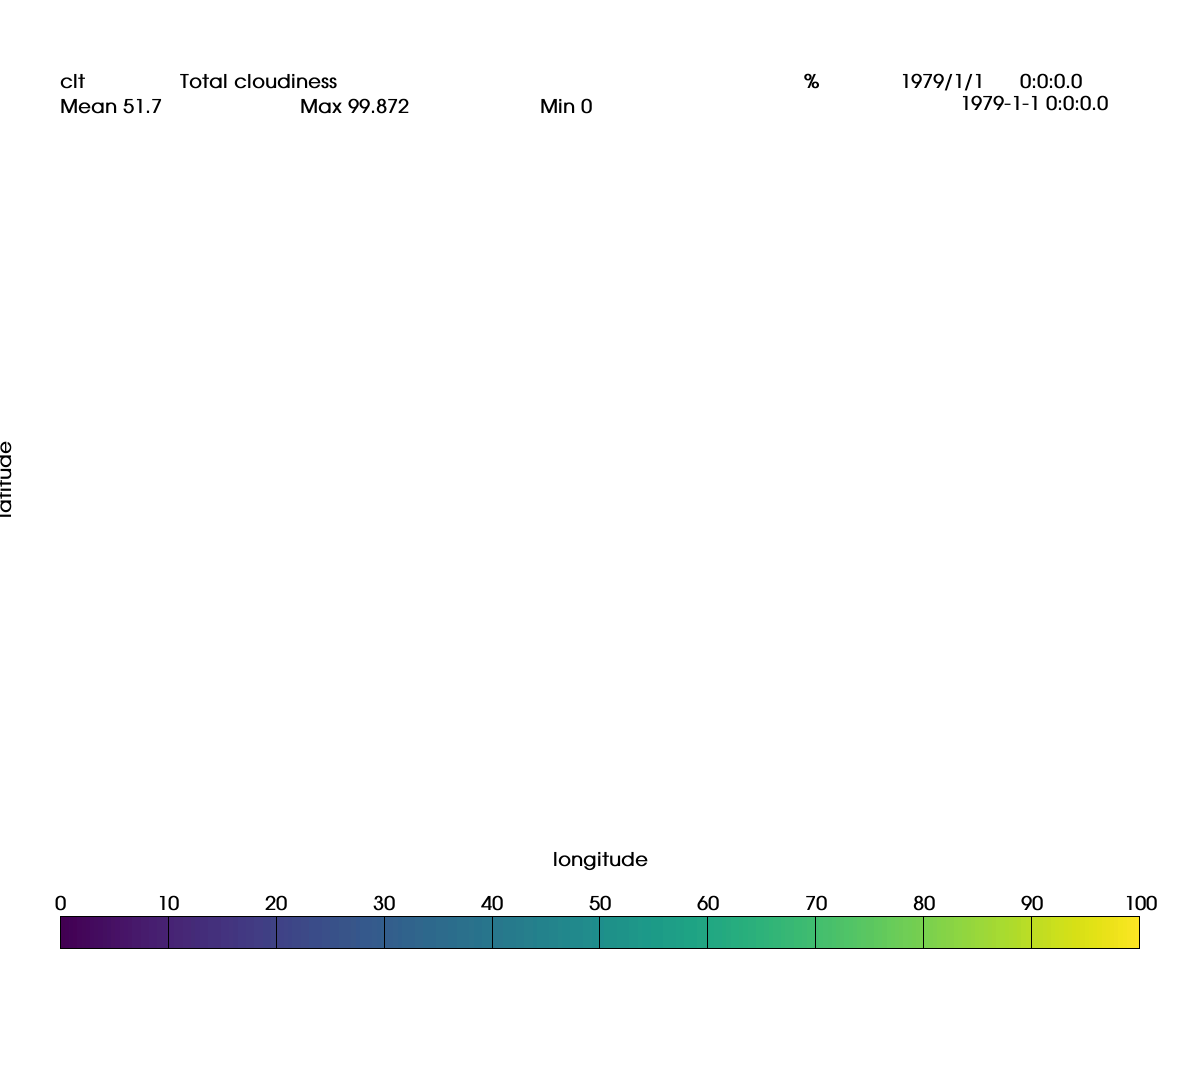 clt Total cloudiness % 1979/1/1 0:0:0.0
Mean 51.7 Max 99.872 Min 0 1979-1-1 0:0:0.0
latitude
longitude
0 10 20 30 40 50 60 70 80 90 100